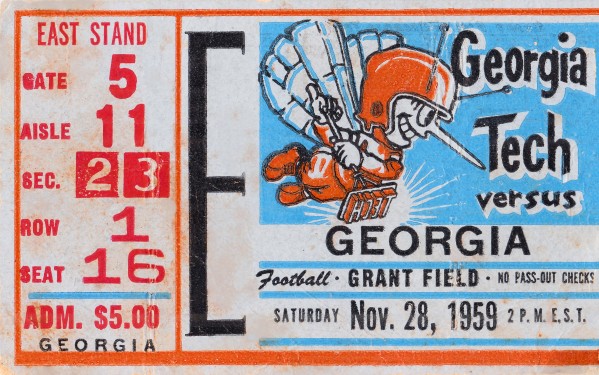 EAST STAND
GATE 5
AISLE 11
SEC. 23
ROW 1
SEAT 16
ADM. $5.00
GEORGIA
E
Georgia
Tech
versus
GEORGIA
Football · GRANT FIELD · NO PASS-OUT CHECKS
SATURDAY Nov. 28, 1959 2 P.M. E.S.T.